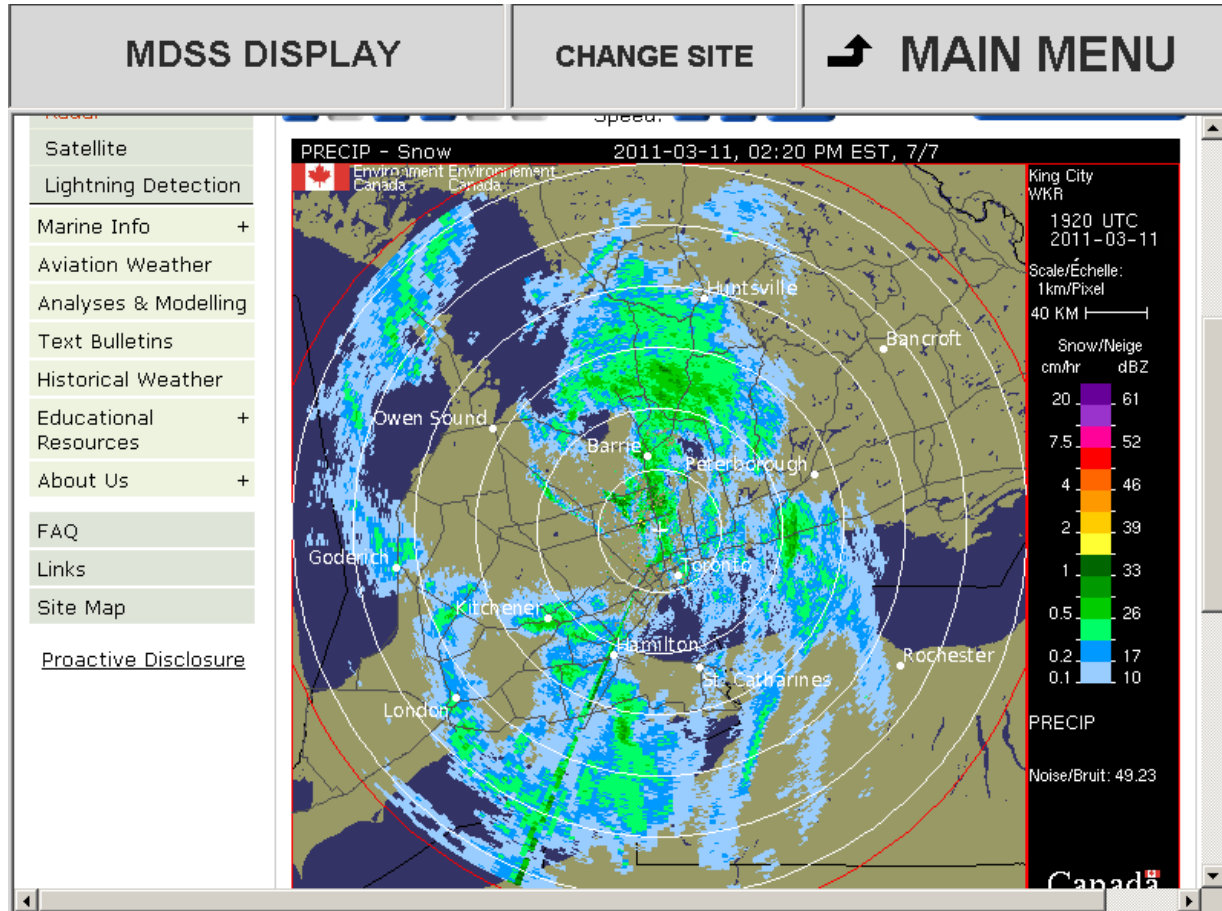 MDSS DISPLAY
CHANGE SITE
MAIN MENU
Radar
Speed:
Satellite
Lightning Detection
Marine Info +
Aviation Weather
Analyses & Modelling
Text Bulletins
Historical Weather
Educational +
Resources
About Us +
FAQ
Links
Site Map
Proactive Disclosure
PRECIP - Snow 2011-03-11, 02:20 PM EST, 7/7
Environment Environnement
Canada Canada
Huntsville
Bancroft
Owen Sound
Barrie
Peterborough
Goderich
Toronto
Kitchener
Hamilton
Rochester
St. Catharines
London
King City
WKR
1920 UTC
2011-03-11
Scale/Échelle:
1km/Pixel
40 KM
Snow/Neige
cm/hr dBZ
20 61
7.5 52
4 46
2 39
1 33
0.5 26
0.2 17
0.1 10
PRECIP
Noise/Bruit: 49.23
Canada